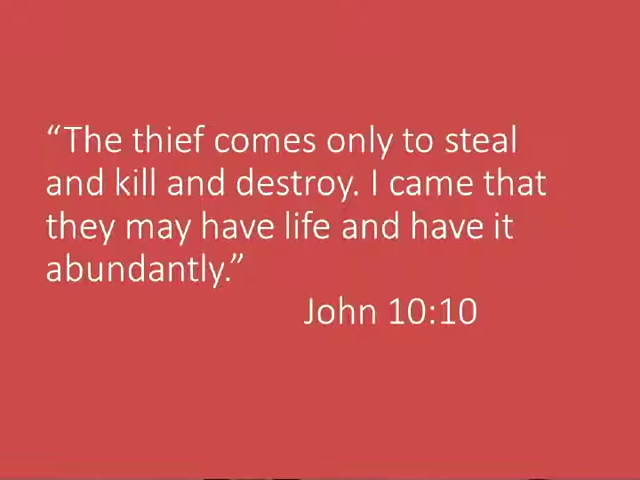 “The thief comes only to steal
and kill and destroy. I came that
they may have life and have it
abundantly.”
John 10:10